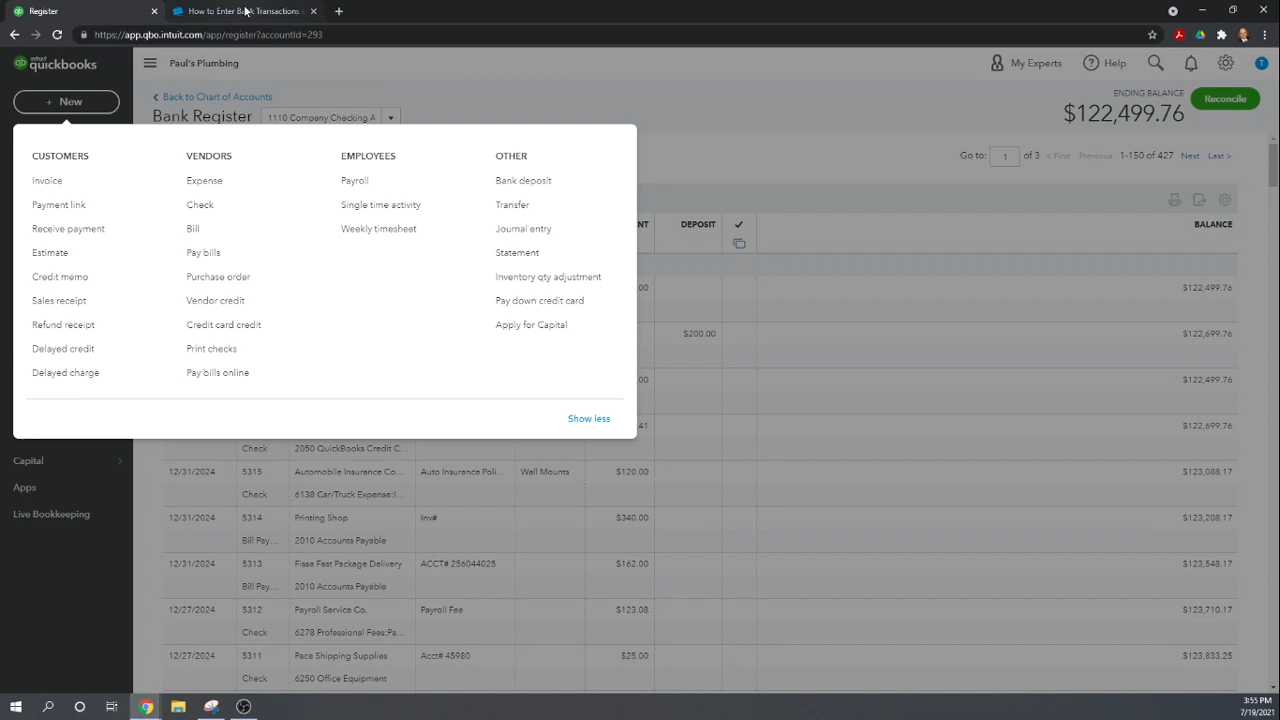 Register
How to Enter Bank Transactions
https://app.qbo.intuit.com/app/register?accountId=293
intuit quickbooks
Paul's Plumbing
My Experts
Help
T
+ New
Back to Chart of Accounts
Bank Register
1110 Company Checking A
ENDING BALANCE
$122,499.76
Reconcile
Go to: 1 of 3 < First Previous 1-150 of 427 Next Last >
CUSTOMERS
Invoice
Payment link
Receive payment
Estimate
Credit memo
Sales receipt
Refund receipt
Delayed credit
Delayed charge
VENDORS
Expense
Check
Bill
Pay bills
Purchase order
Vendor credit
Credit card credit
Print checks
Pay bills online
EMPLOYEES
Payroll
Single time activity
Weekly timesheet
OTHER
Bank deposit
Transfer
Journal entry
Statement
Inventory qty adjustment
Pay down credit card
Apply for Capital
Show less
Capital
Apps
Live Bookkeeping
NT DEPOSIT ✓ BALANCE
.00 $122,499.76
$200.00 $122,699.76
.00 $122,499.76
.41 $122,699.76
Check 2050 QuickBooks Credit C...
12/31/2024 5315 Automobile Insurance Co... Auto Insurance Poli... Wall Mounts $120.00 $123,088.17
Check 6138 Car/Truck Expense:I...
12/31/2024 5314 Printing Shop Inv# $340.00 $123,208.17
Bill Pay... 2010 Accounts Payable
12/31/2024 5313 Fisse Fast Package Delivery ACCT# 256044025 $162.00 $123,548.17
Bill Pay... 2010 Accounts Payable
12/27/2024 5312 Payroll Service Co. Payroll Fee $123.08 $123,710.17
Check 6278 Professional Fees:Pa...
12/27/2024 5311 Pace Shipping Supplies Acct# 45980 $25.00 $123,833.25
Check 6250 Office Equipment
3:55 PM
7/19/2021